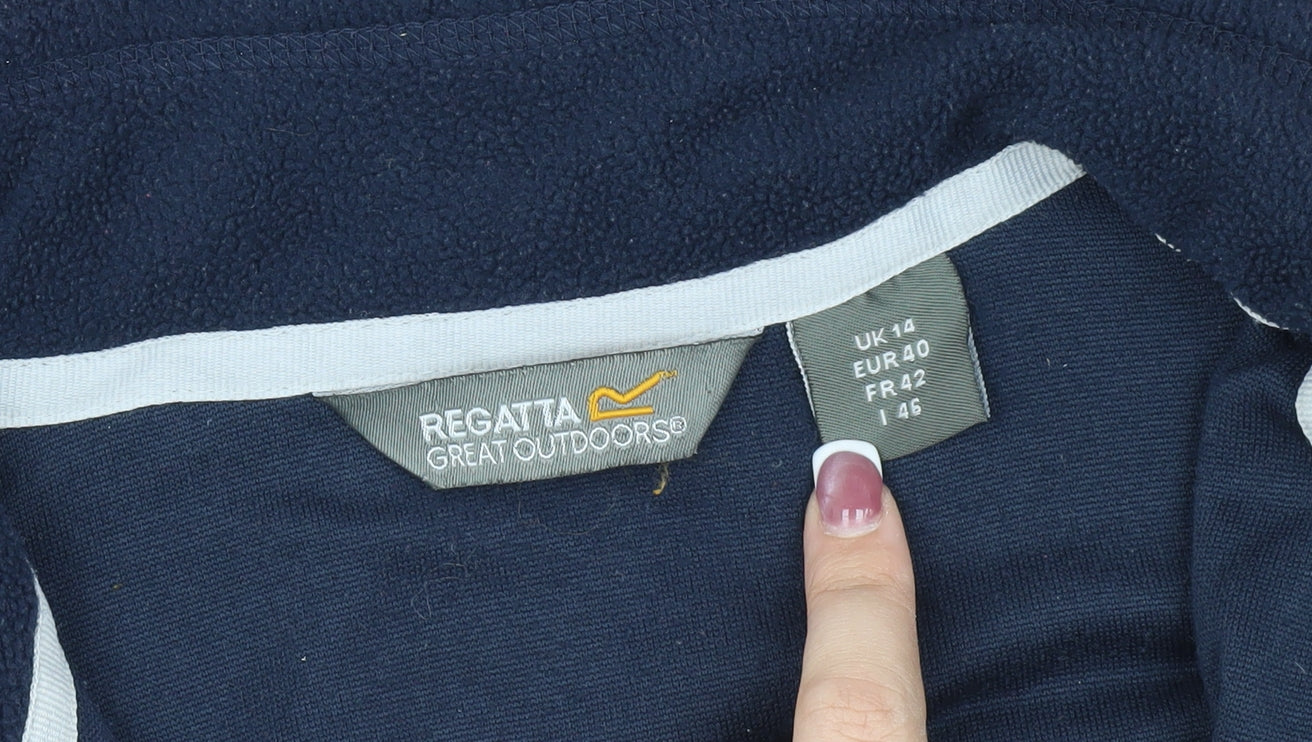 REGATTA
GREAT OUTDOORS®
UK 14
EUR 40
FR 42
I 46